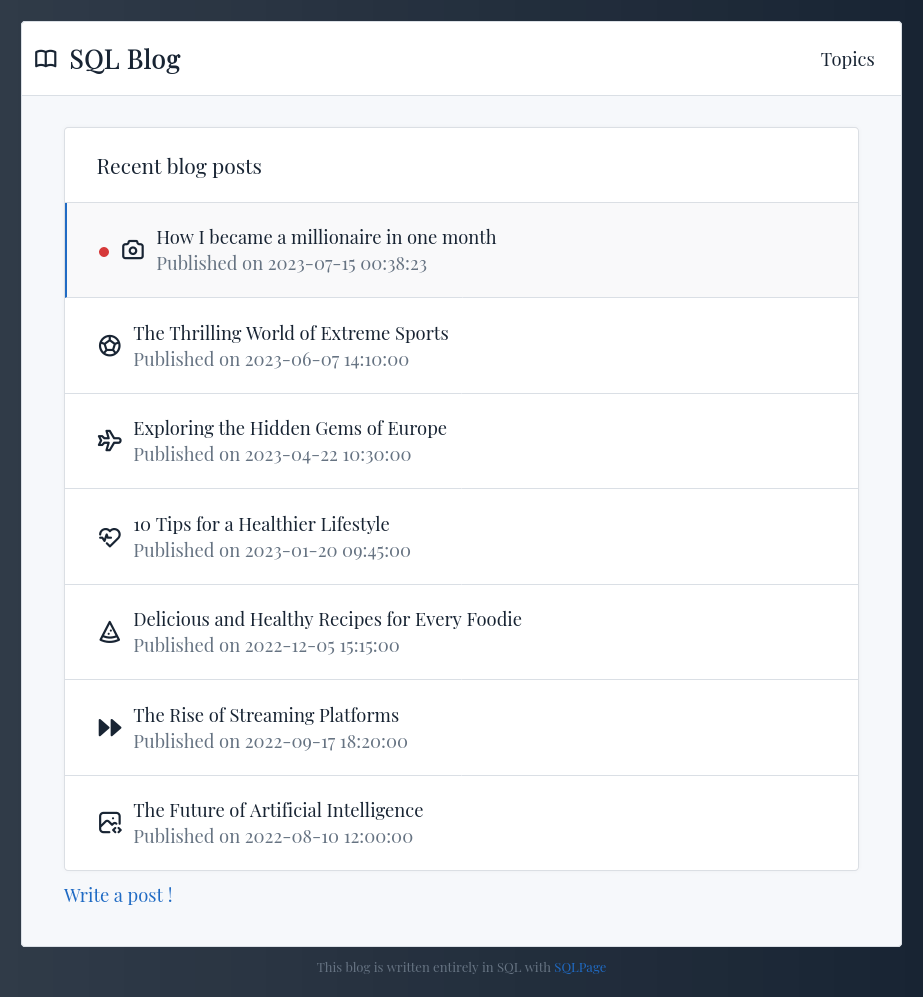 SQL Blog
Topics
Recent blog posts
How I became a millionaire in one month
Published on 2023-07-15 00:38:23
The Thrilling World of Extreme Sports
Published on 2023-06-07 14:10:00
Exploring the Hidden Gems of Europe
Published on 2023-04-22 10:30:00
10 Tips for a Healthier Lifestyle
Published on 2023-01-20 09:45:00
Delicious and Healthy Recipes for Every Foodie
Published on 2022-12-05 15:15:00
The Rise of Streaming Platforms
Published on 2022-09-17 18:20:00
The Future of Artificial Intelligence
Published on 2022-08-10 12:00:00
Write a post !
This blog is written entirely in SQL with SQLPage